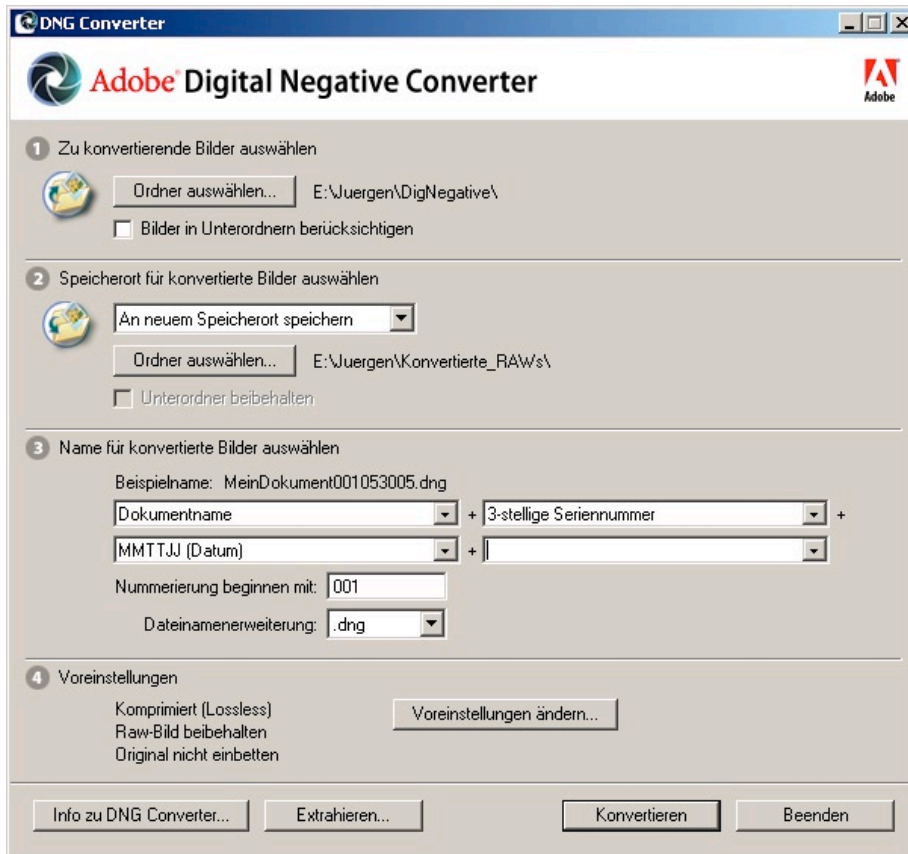 DNG Converter
Adobe® Digital Negative Converter
Adobe
1 Zu konvertierende Bilder auswählen
Ordner auswählen... E:\Juergen\DigNegative\
Bilder in Unterordnern berücksichtigen
2 Speicherort für konvertierte Bilder auswählen
An neuem Speicherort speichern
Ordner auswählen... E:\Juergen\Konvertierte_RAWs\
Unterordner beibehalten
3 Name für konvertierte Bilder auswählen
Beispielname: MeinDokument001053005.dng
Dokumentname + 3-stellige Seriennummer +
MMTTJJ (Datum) +
Nummerierung beginnen mit: 001
Dateinamenerweiterung: .dng
4 Voreinstellungen
Komprimiert (Lossless) Voreinstellungen ändern...
Raw-Bild beibehalten
Original nicht einbetten
Info zu DNG Converter... Extrahieren... Konvertieren Beenden